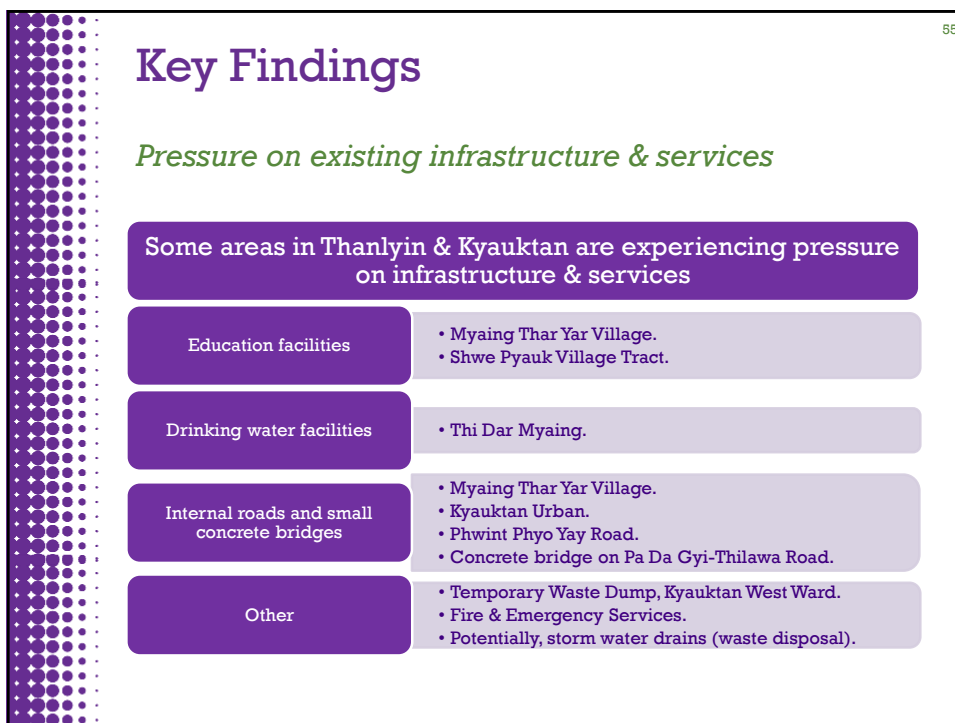 55
Key Findings
Pressure on existing infrastructure & services
Some areas in Thanlyin & Kyauktan are experiencing pressure
on infrastructure & services
Education facilities
• Myaing Thar Yar Village.
• Shwe Pyauk Village Tract.
Drinking water facilities
• Thi Dar Myaing.
Internal roads and small
concrete bridges
• Myaing Thar Yar Village.
• Kyauktan Urban.
• Phwint Phyo Yay Road.
• Concrete bridge on Pa Da Gyi-Thilawa Road.
Other
• Temporary Waste Dump, Kyauktan West Ward.
• Fire & Emergency Services.
• Potentially, storm water drains (waste disposal).